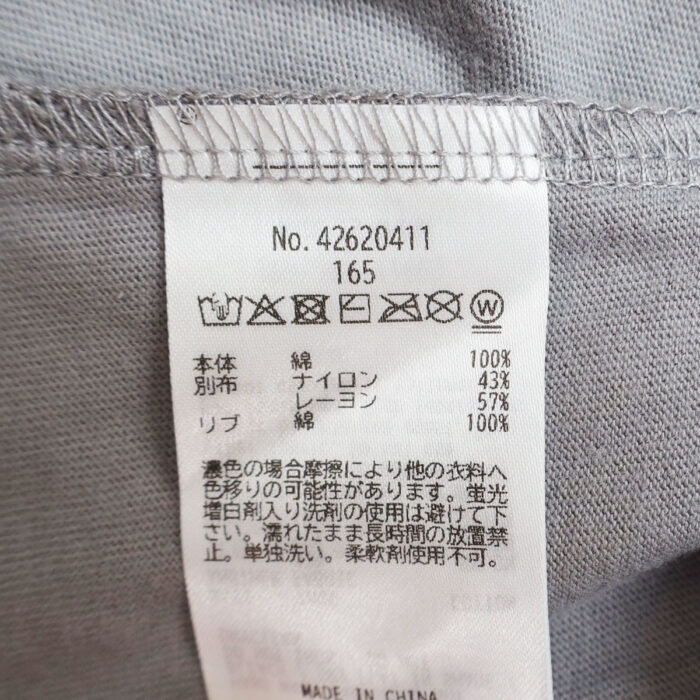 No. 42620411
165
W
本体 綿 100%
別布 ナイロン 43%
レーヨン 57%
リブ 綿 100%
濃色の場合摩擦により他の衣料へ
色移りの可能性があります。蛍光
増白剤入り洗剤の使用は避けて下
さい。濡れたまま長時間の放置禁
止。単独洗い。柔軟剤使用不可。
MADE IN CHINA